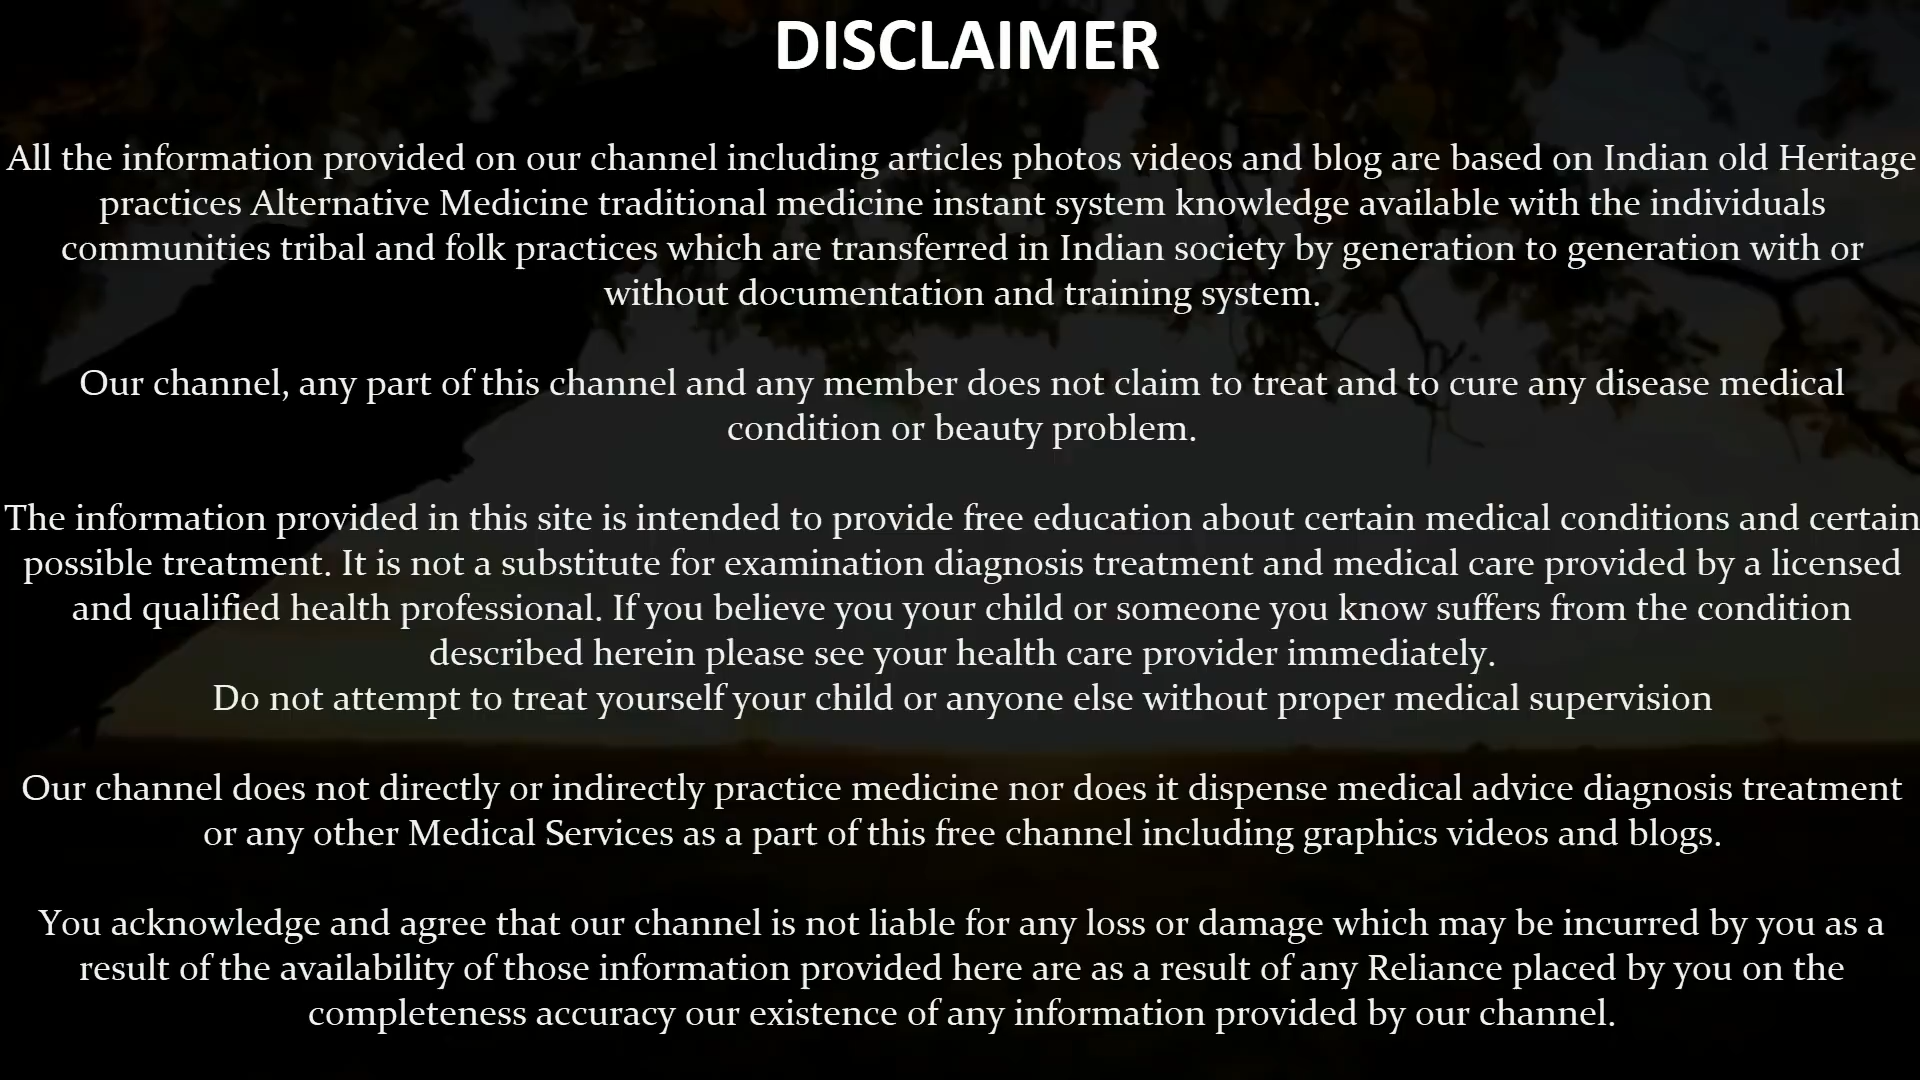 DISCLAIMER
All the information provided on our channel including articles photos videos and blog are based on Indian old Heritage
practices Alternative Medicine traditional medicine instant system knowledge available with the individuals
communities tribal and folk practices which are transferred in Indian society by generation to generation with or
without documentation and training system.
Our channel, any part of this channel and any member does not claim to treat and to cure any disease medical
condition or beauty problem.
The information provided in this site is intended to provide free education about certain medical conditions and certain
possible treatment. It is not a substitute for examination diagnosis treatment and medical care provided by a licensed
and qualified health professional. If you believe you your child or someone you know suffers from the condition
described herein please see your health care provider immediately.
Do not attempt to treat yourself your child or anyone else without proper medical supervision
Our channel does not directly or indirectly practice medicine nor does it dispense medical advice diagnosis treatment
or any other Medical Services as a part of this free channel including graphics videos and blogs.
You acknowledge and agree that our channel is not liable for any loss or damage which may be incurred by you as a
result of the availability of those information provided here are as a result of any Reliance placed by you on the
completeness accuracy our existence of any information provided by our channel.